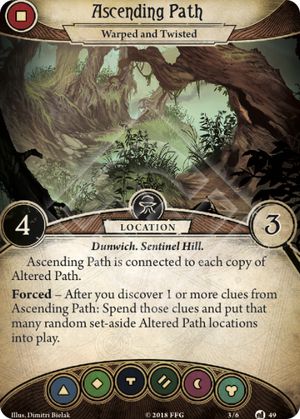 Ascending Path
Warped and Twisted
4
3
LOCATION
Dunwich. Sentinel Hill.
Ascending Path is connected to each copy of
Altered Path.
Forced – After you discover 1 or more clues from
Ascending Path: Spend those clues and put that
many random set-aside Altered Path locations
into play.
Illus. Dimitri Bielak
© 2018 FFG
3/6
49